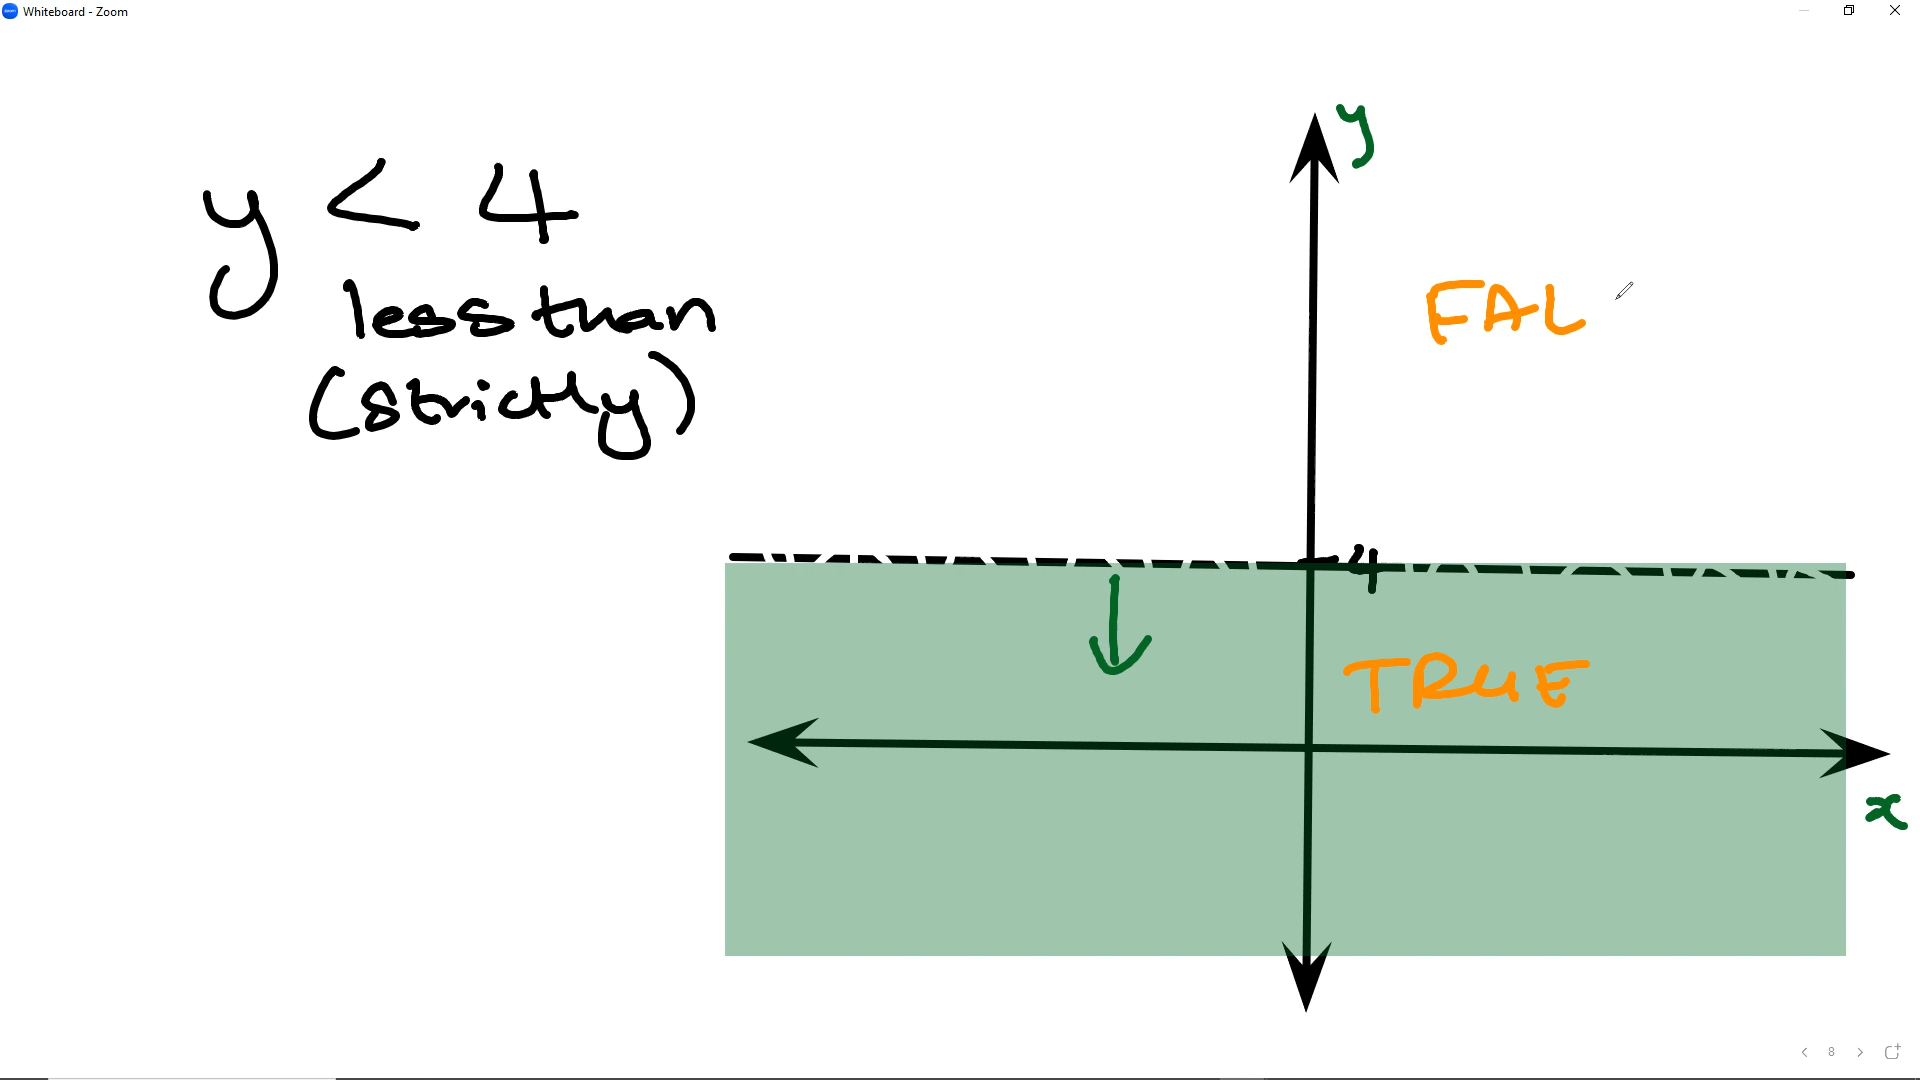 Whiteboard - Zoom
y < 4
less than
(strictly)
y
FAL
4
TRUE
x
8